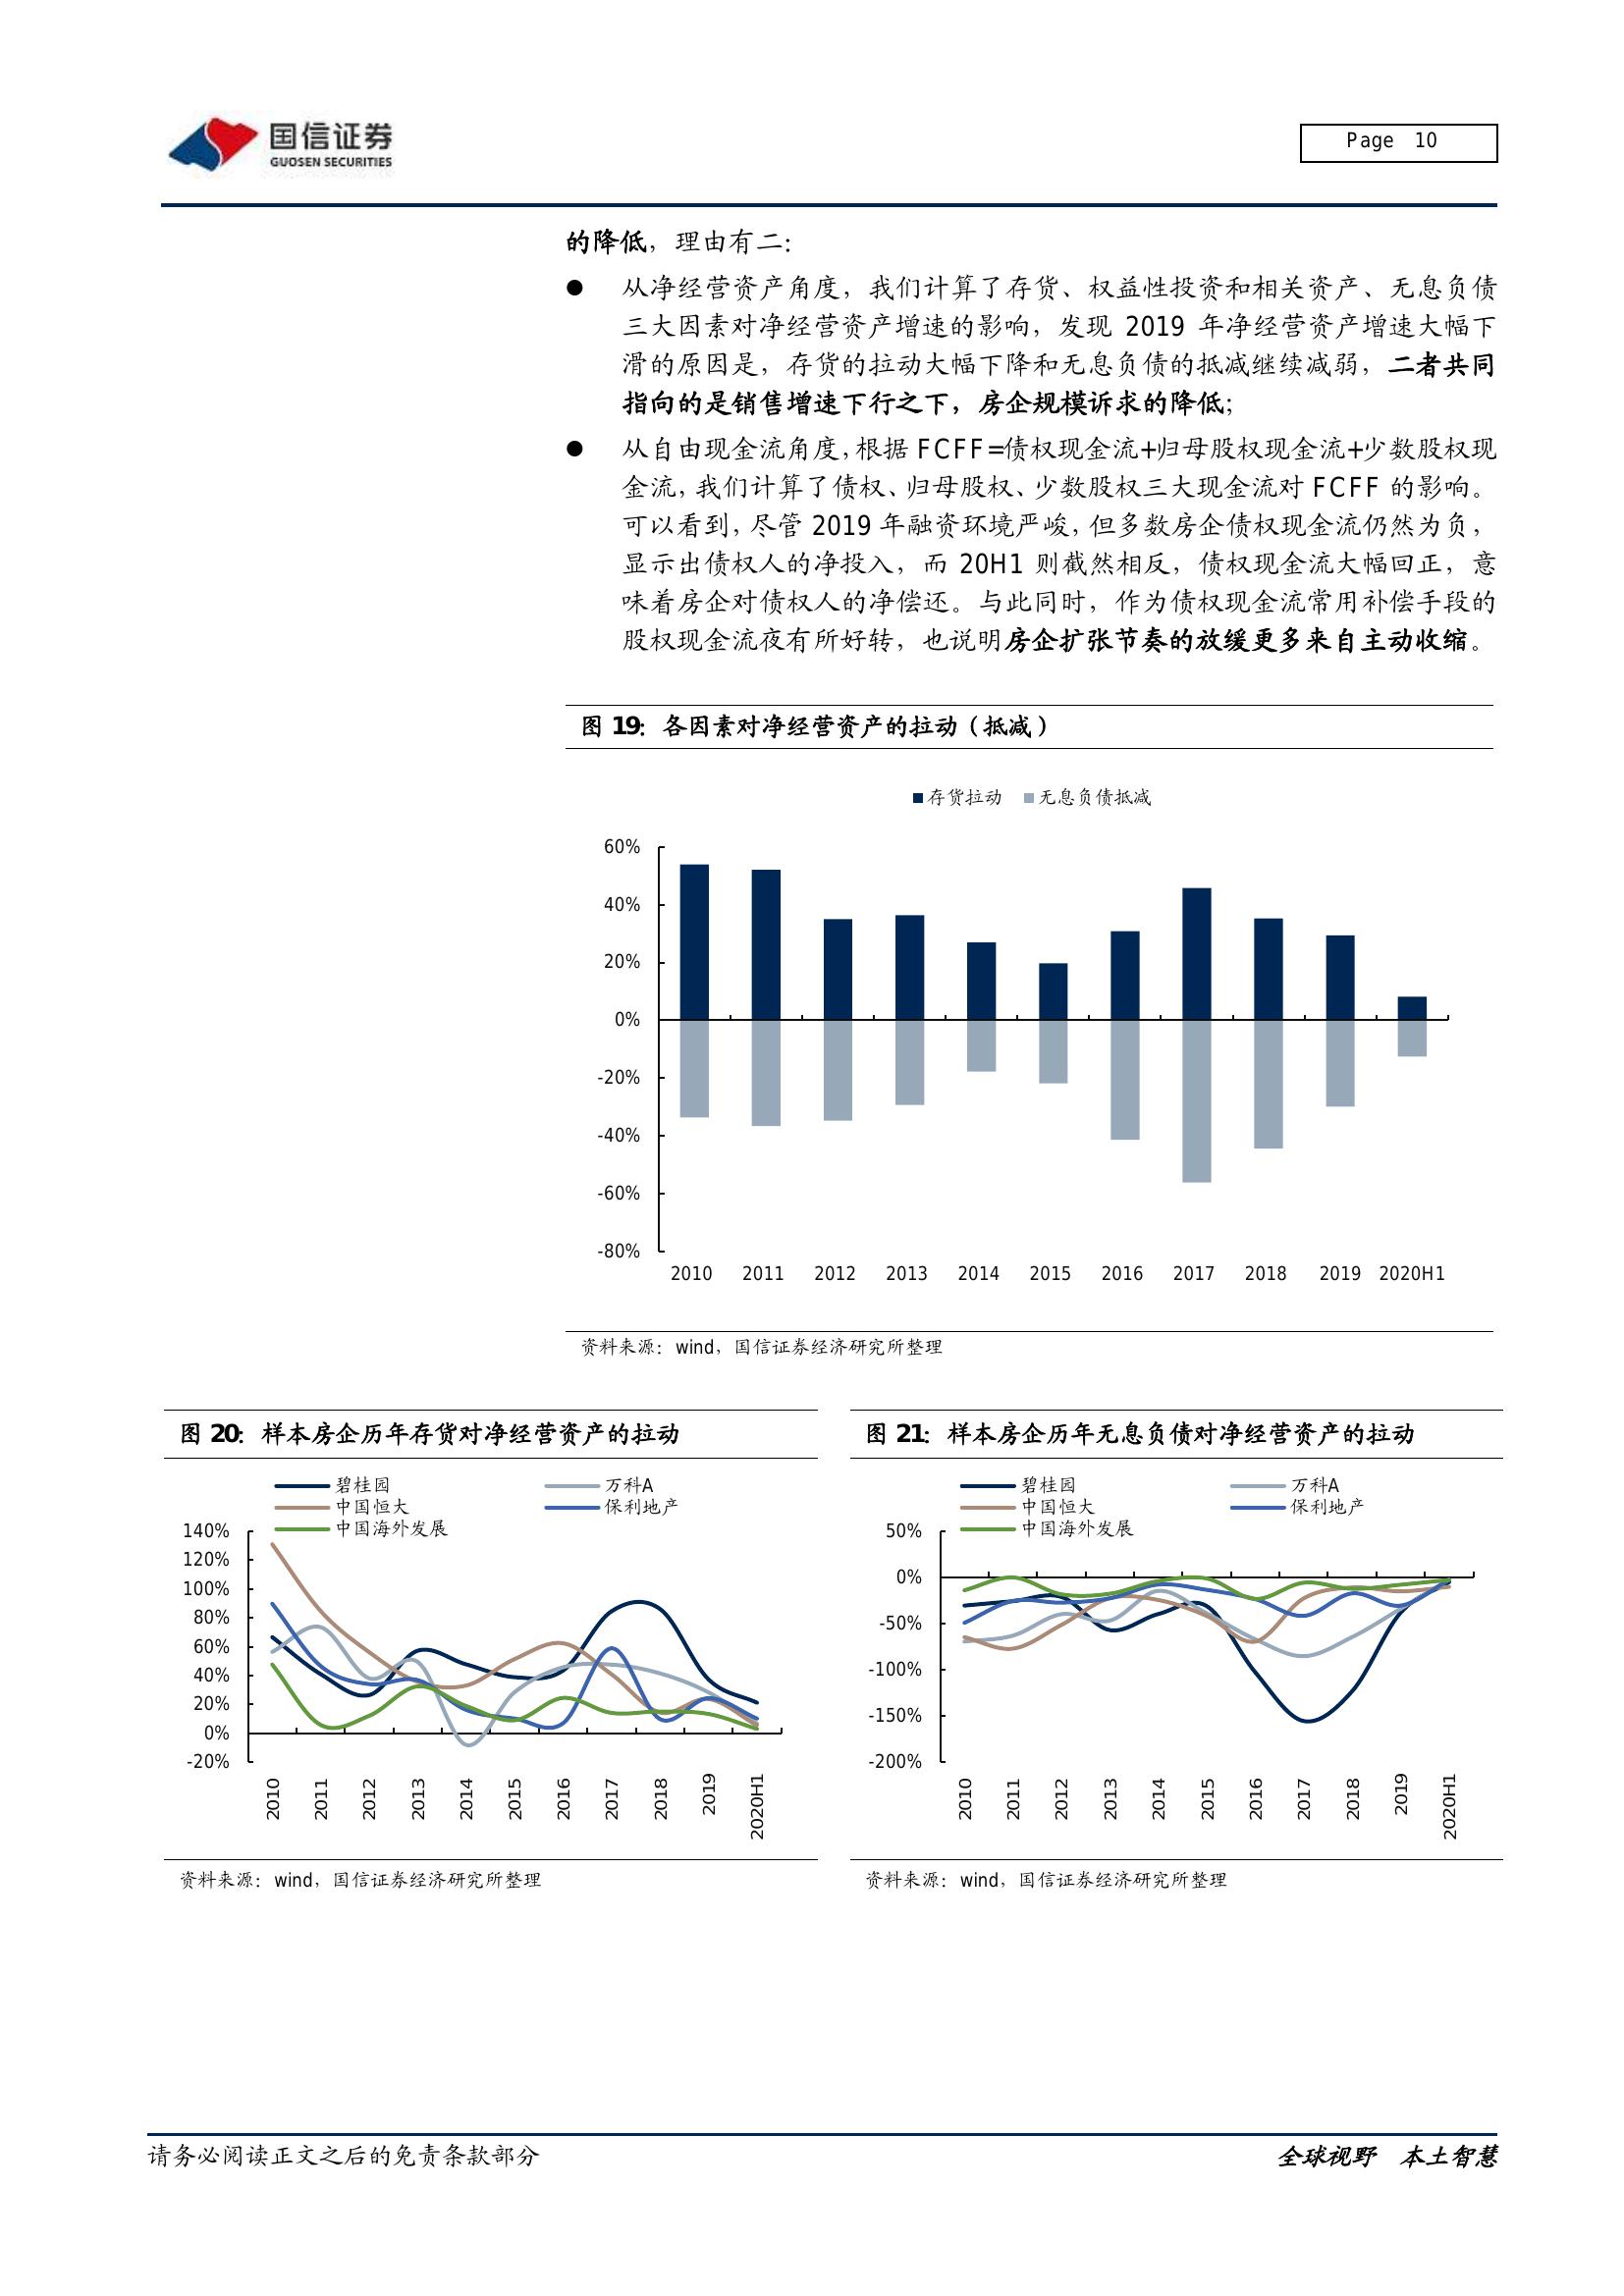 国信证券
GUOSEN SECURITIES
Page 10
的降低，理由有二：
● 从净经营资产角度，我们计算了存货、权益性投资和相关资产、无息负债
三大因素对净经营资产增速的影响，发现 2019 年净经营资产增速大幅下
滑的原因是，存货的拉动大幅下降和无息负债的抵减继续减弱，二者共同
指向的是销售增速下行之下，房企规模诉求的降低；
● 从自由现金流角度，根据 FCFF=债权现金流+归母股权现金流+少数股权现
金流，我们计算了债权、归母股权、少数股权三大现金流对 FCFF 的影响。
可以看到，尽管 2019 年融资环境严峻，但多数房企债权现金流仍然为负，
显示出债权人的净投入，而 20H1 则截然相反，债权现金流大幅回正，意
味着房企对债权人的净偿还。与此同时，作为债权现金流常用补偿手段的
股权现金流夜有所好转，也说明房企扩张节奏的放缓更多来自主动收缩。
图 19：各因素对净经营资产的拉动（抵减）
存货拉动 无息负债抵减
60%
40%
20%
0%
-20%
-40%
-60%
-80%
2010 2011 2012 2013 2014 2015 2016 2017 2018 2019 2020H1
资料来源：wind，国信证券经济研究所整理
图 20：样本房企历年存货对净经营资产的拉动
碧桂园 万科A
中国恒大 保利地产
中国海外发展
140%
120%
100%
80%
60%
40%
20%
0%
-20%
2010 2011 2012 2013 2014 2015 2016 2017 2018 2019 2020H1
资料来源：wind，国信证券经济研究所整理
图 21：样本房企历年无息负债对净经营资产的拉动
碧桂园 万科A
中国恒大 保利地产
中国海外发展
50%
0%
-50%
-100%
-150%
-200%
2010 2011 2012 2013 2014 2015 2016 2017 2018 2019 2020H1
资料来源：wind，国信证券经济研究所整理
请务必阅读正文之后的免责条款部分
全球视野 本土智慧